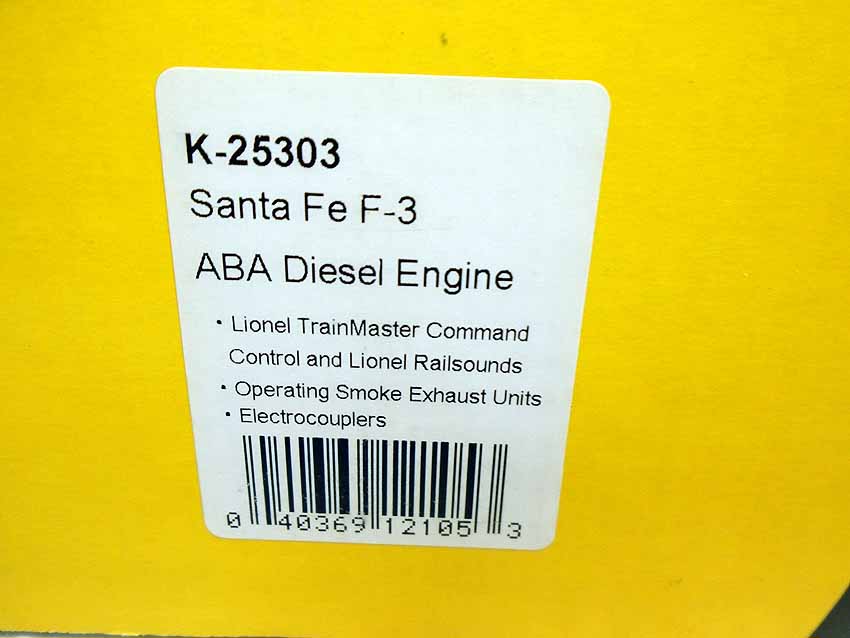 K-25303
Santa Fe F-3
ABA Diesel Engine
• Lionel TrainMaster Command
Control and Lionel Railsounds
• Operating Smoke Exhaust Units
• Electrocouplers
0 40369 12105 3